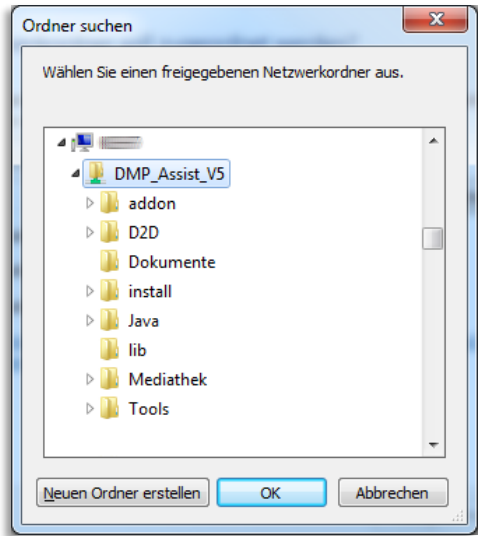 Ordner suchen
Wählen Sie einen freigegebenen Netzwerkordner aus.
DMP_Assist_V5
addon
D2D
Dokumente
install
Java
lib
Mediathek
Tools
Neuen Ordner erstellen OK Abbrechen